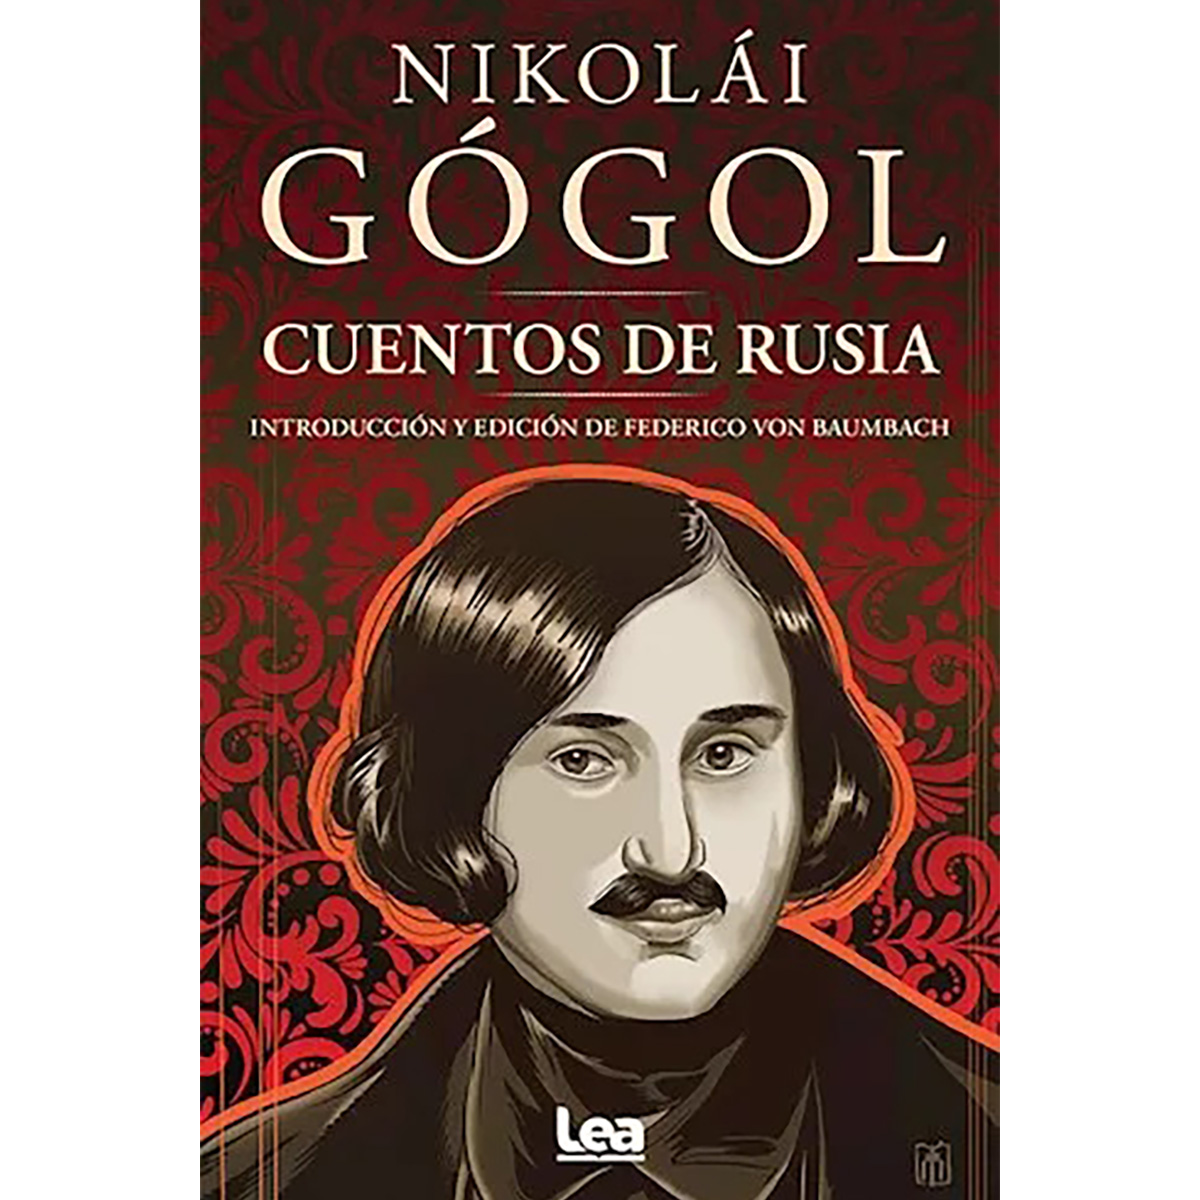 NIKOLÁI
GÓGOL
CUENTOS DE RUSIA
INTRODUCCIÓN Y EDICIÓN DE FEDERICO VON BAUMBACH
Lea